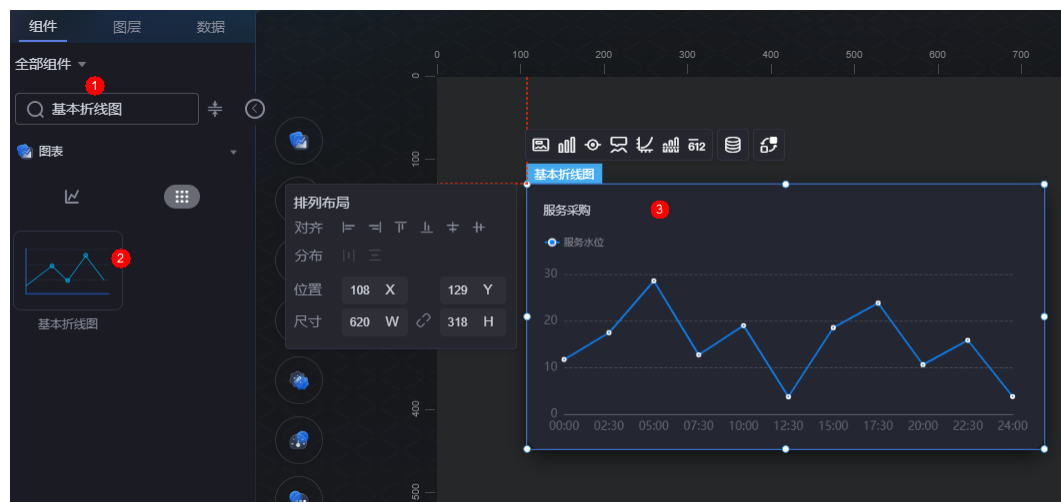 组件 图层 数据
全部组件
1
基本折线图
图表
2
基本折线图
0 100 200 300 400 500 600 700
0
100
400
500
612
基本折线图
排列布局
对齐
分布
位置 108 X 129 Y
尺寸 620 W 318 H
服务采购 3
服务水位
30
20
10
0
00:00 02:30 05:00 07:30 10:00 12:30 15:00 17:30 20:00 22:30 24:00